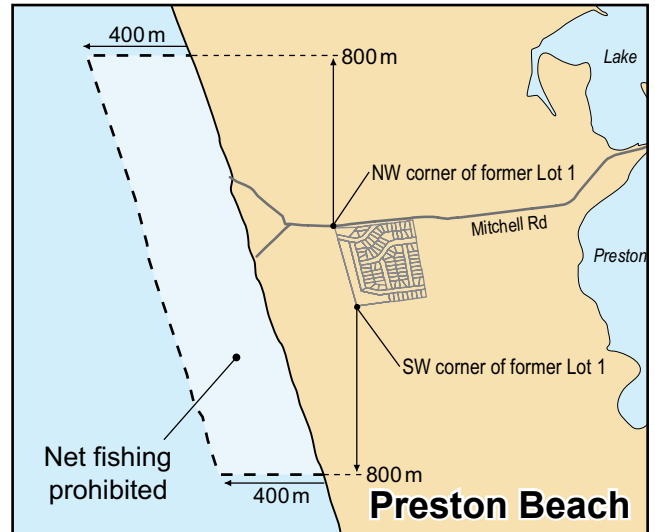 400 m
800 m
Lake
NW corner of former Lot 1
Mitchell Rd
Preston
SW corner of former Lot 1
Net fishing
prohibited
800 m
400 m
Preston Beach